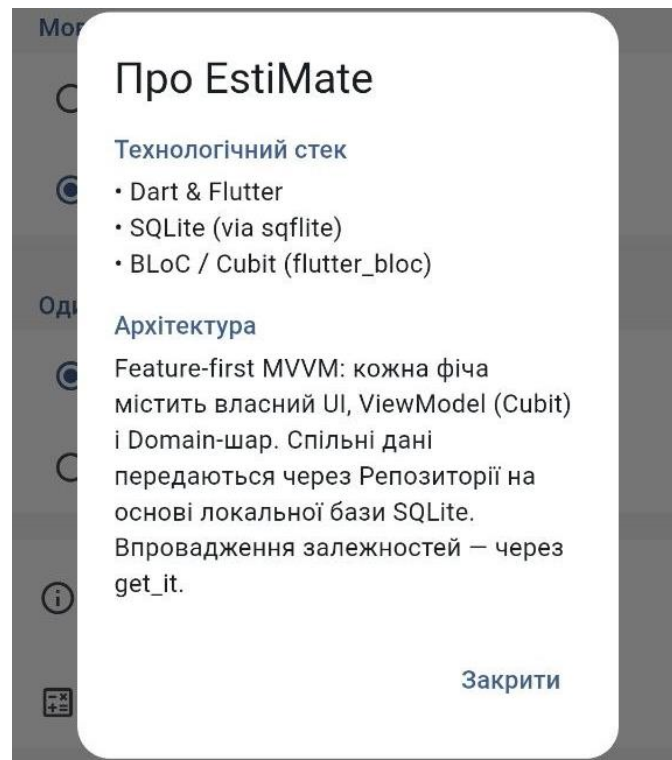 Про EstiMate
Технологічний стек
• Dart & Flutter
• SQLite (via sqflite)
• BLoC / Cubit (flutter_bloc)
Архітектура
Feature-first MVVM: кожна фіча
містить власний UI, ViewModel (Cubit)
і Domain-шар. Спільні дані
передаються через Репозиторії на
основі локальної бази SQLite.
Впровадження залежностей — через
get_it.
Закрити